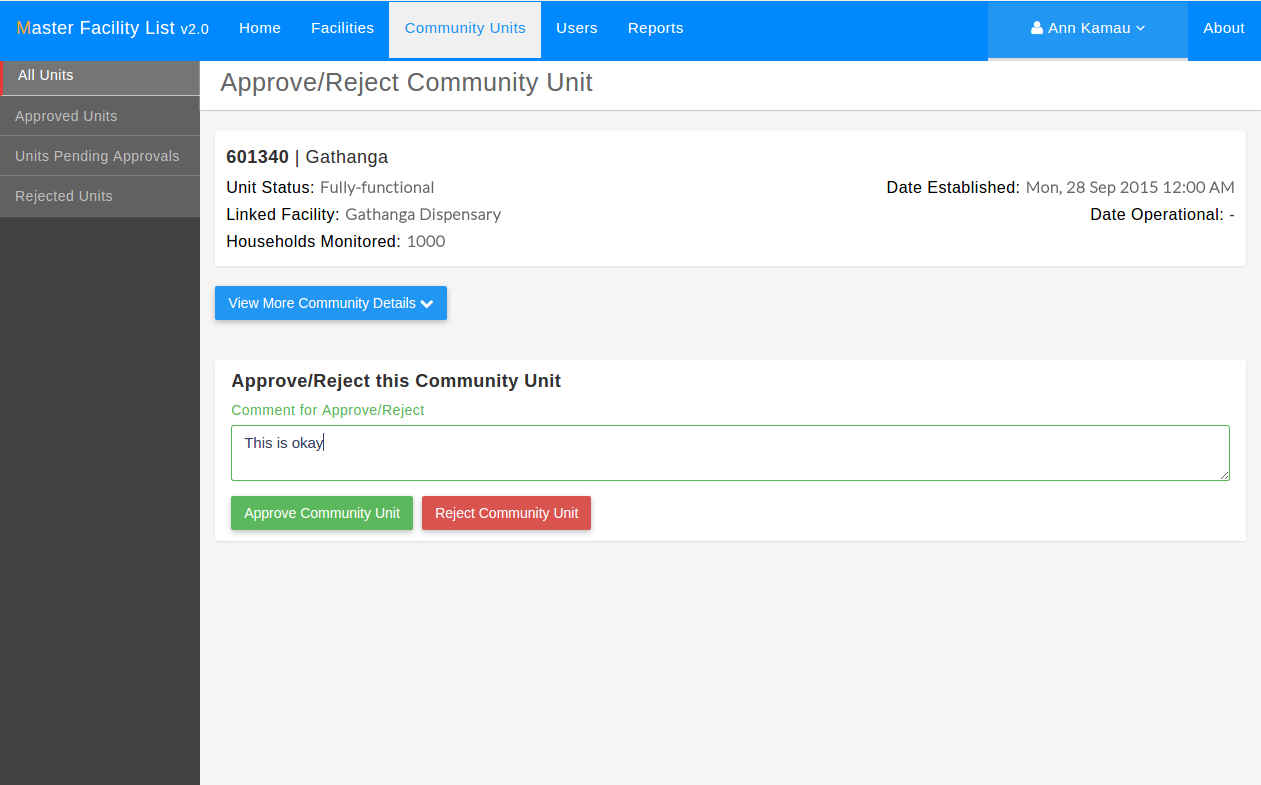 Master Facility List v2.0 Home Facilities Community Units Users Reports Ann Kamau About
All Units
Approved Units
Units Pending Approvals
Rejected Units
Approve/Reject Community Unit
601340 | Gathanga
Unit Status: Fully-functional Date Established: Mon, 28 Sep 2015 12:00 AM
Linked Facility: Gathanga Dispensary Date Operational: -
Households Monitored: 1000
View More Community Details
Approve/Reject this Community Unit
Comment for Approve/Reject
This is okay
Approve Community Unit Reject Community Unit